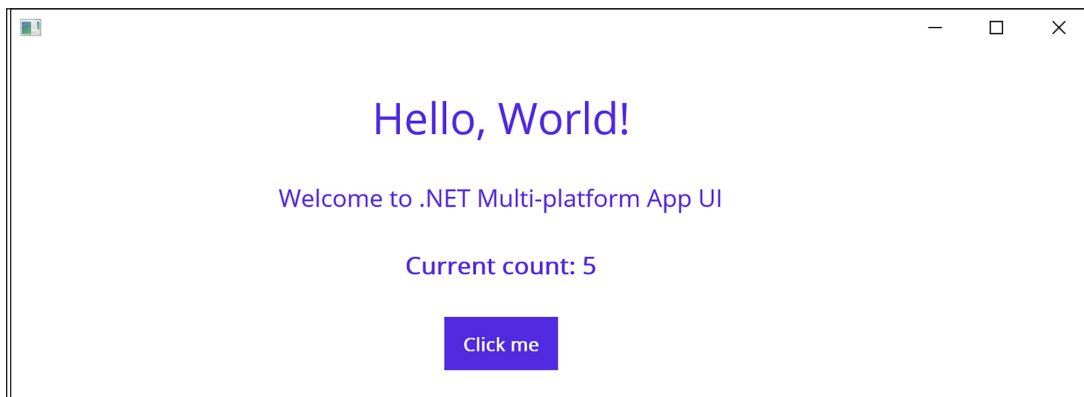 Hello, World!
Welcome to .NET Multi-platform App UI
Current count: 5
Click me